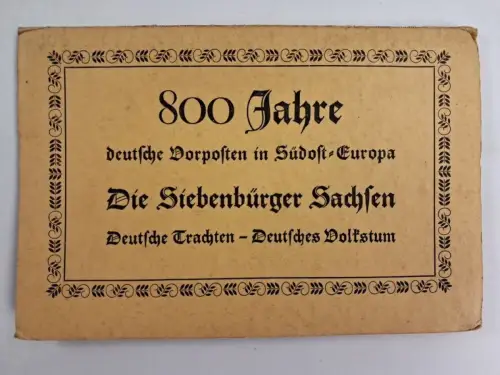 800 Jahre
deutsche Vorposten in Südost-Europa
Die Siebenbürger Sachsen
Deutsche Trachten – Deutsches Volkstum